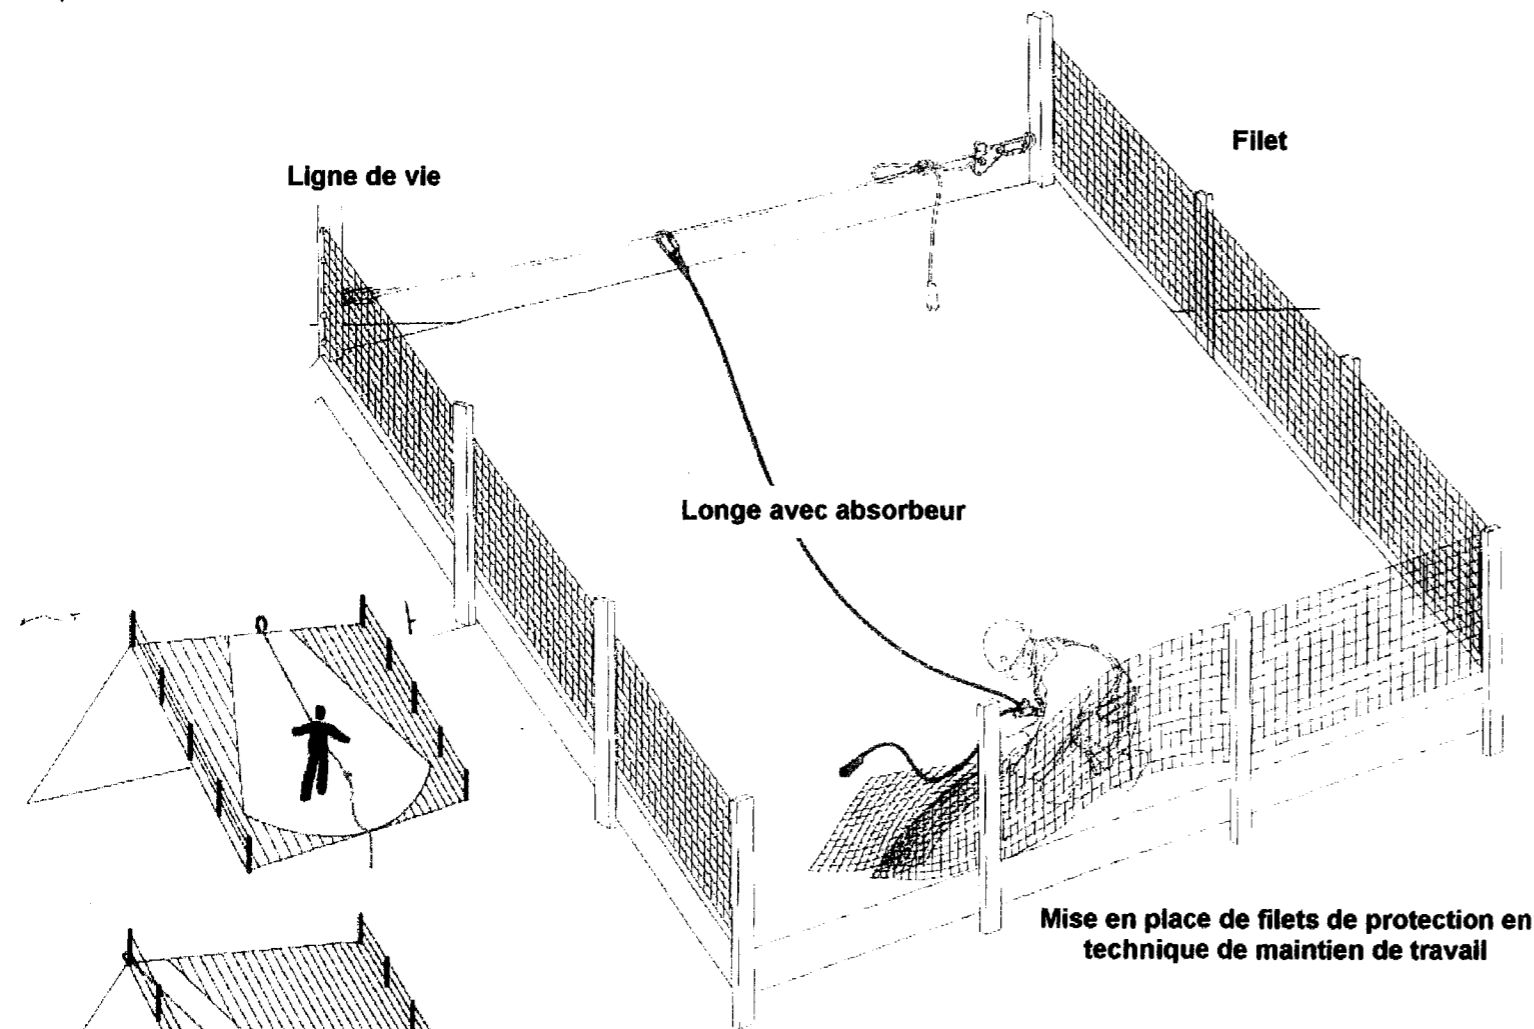 Filet
Ligne de vie
Longe avec absorbeur
Mise en place de filets de protection en
technique de maintien de travail